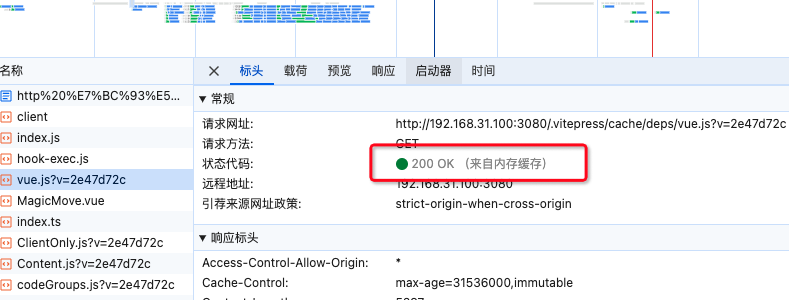 名称
标头 载荷 预览 响应 启动器 时间
http%20%E7%BC%93%E5...
▼ 常规
client
请求网址: http://192.168.31.100:3080/.vitepress/cache/deps/vue.js?v=2e47d72c
index.js
请求方法: GET
hook-exec.js
状态代码: 200 OK （来自内存缓存）
vue.js?v=2e47d72c
远程地址: 192.168.31.100:3080
MagicMove.vue
引荐来源网址政策: strict-origin-when-cross-origin
index.ts
▼ 响应标头
ClientOnly.js?v=2e47d72c
Access-Control-Allow-Origin: *
Content.js?v=2e47d72c
Cache-Control: max-age=31536000,immutable
codeGroups.js?v=2e47d72c